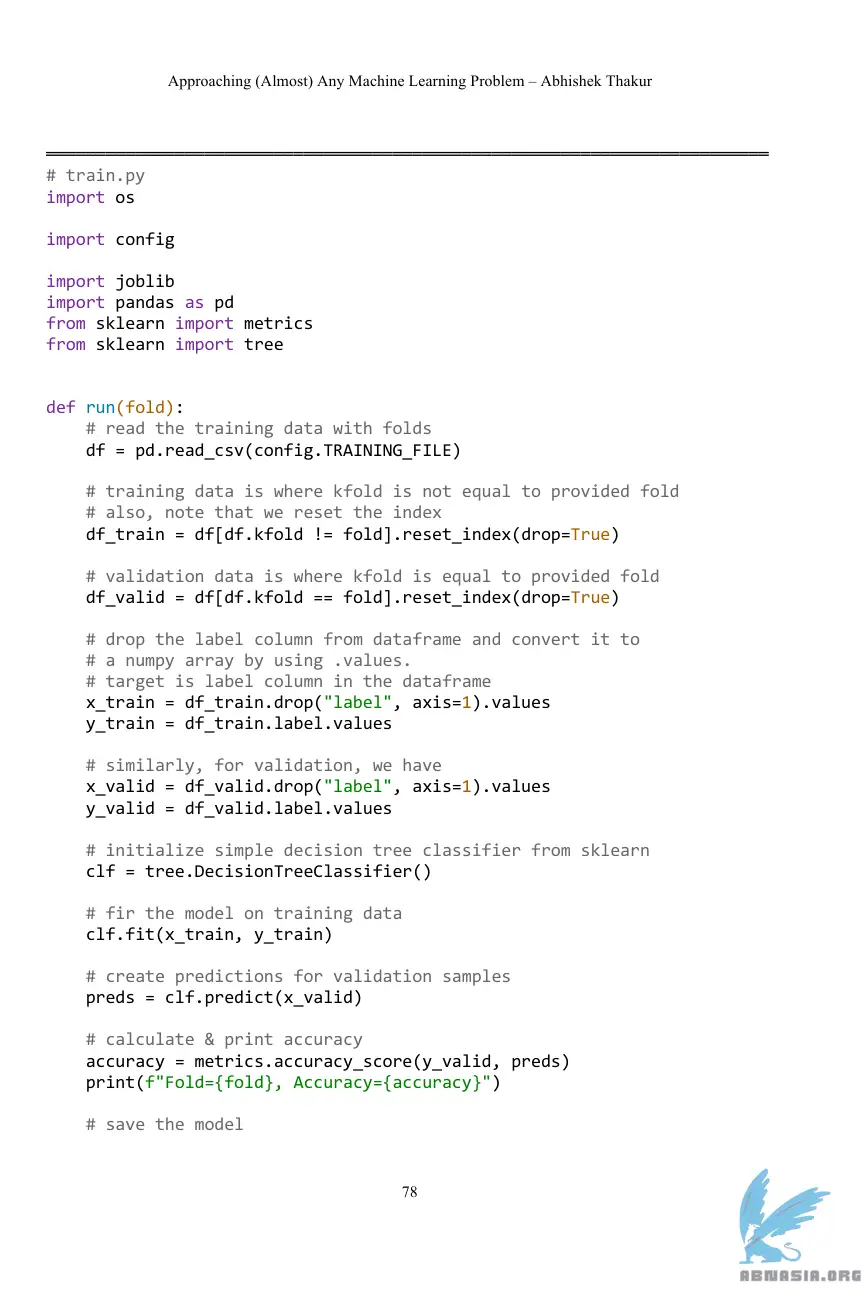 Approaching (Almost) Any Machine Learning Problem – Abhishek Thakur
# train.py
import os
import config
import joblib
import pandas as pd
from sklearn import metrics
from sklearn import tree
def run(fold):
    # read the training data with folds
    df = pd.read_csv(config.TRAINING_FILE)
    # training data is where kfold is not equal to provided fold
    # also, note that we reset the index
    df_train = df[df.kfold != fold].reset_index(drop=True)
    # validation data is where kfold is equal to provided fold
    df_valid = df[df.kfold == fold].reset_index(drop=True)
    # drop the label column from dataframe and convert it to
    # a numpy array by using .values.
    # target is label column in the dataframe
    x_train = df_train.drop("label", axis=1).values
    y_train = df_train.label.values
    # similarly, for validation, we have
    x_valid = df_valid.drop("label", axis=1).values
    y_valid = df_valid.label.values
    # initialize simple decision tree classifier from sklearn
    clf = tree.DecisionTreeClassifier()
    # fir the model on training data
    clf.fit(x_train, y_train)
    # create predictions for validation samples
    preds = clf.predict(x_valid)
    # calculate & print accuracy
    accuracy = metrics.accuracy_score(y_valid, preds)
    print(f"Fold={fold}, Accuracy={accuracy}")
    # save the model
78
ABNASIA.ORG